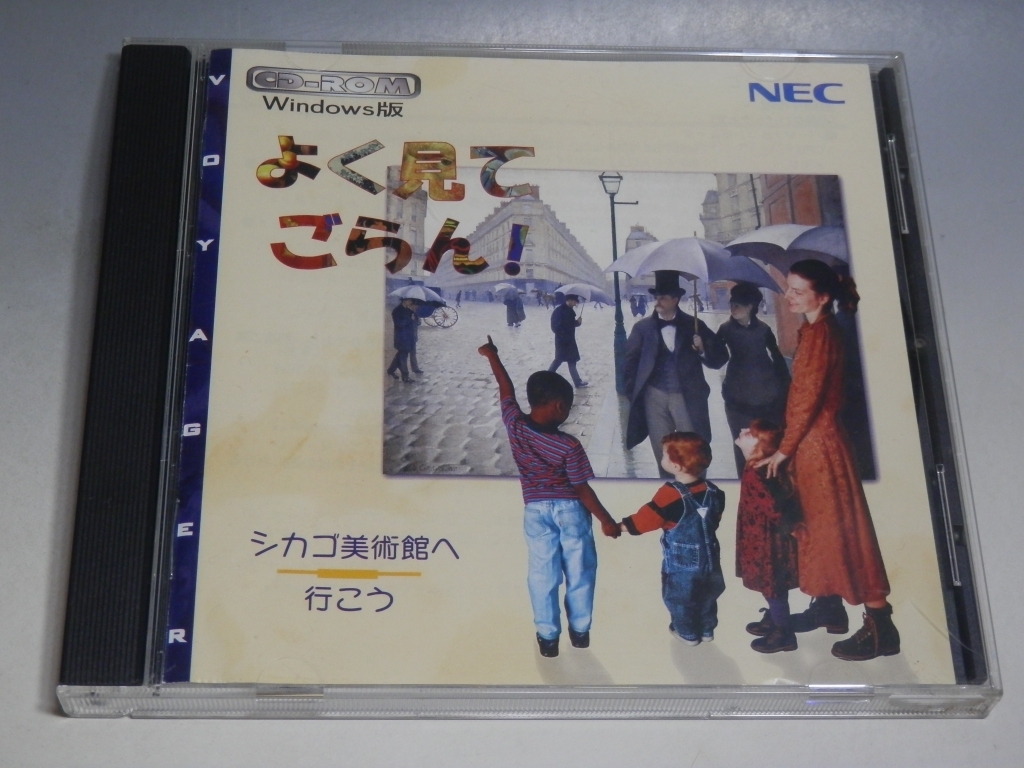 VOYAGER
CD-ROM
Windows版
NEC
よく見て
ごらん!
シカゴ美術館へ
行こう